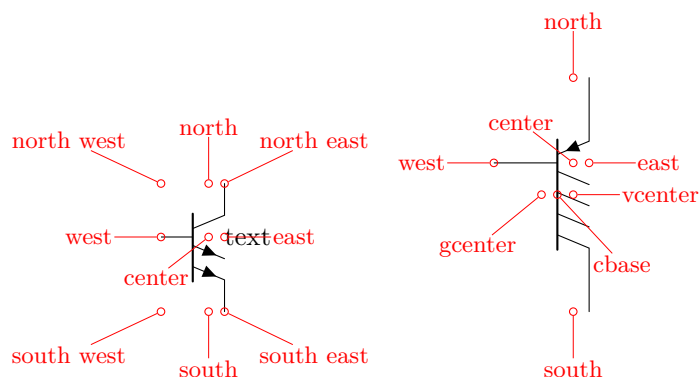 north
north west
north
north east
center
west
east
west
text
east
vcenter
gcenter
center
cbase
south west
south
south east
south